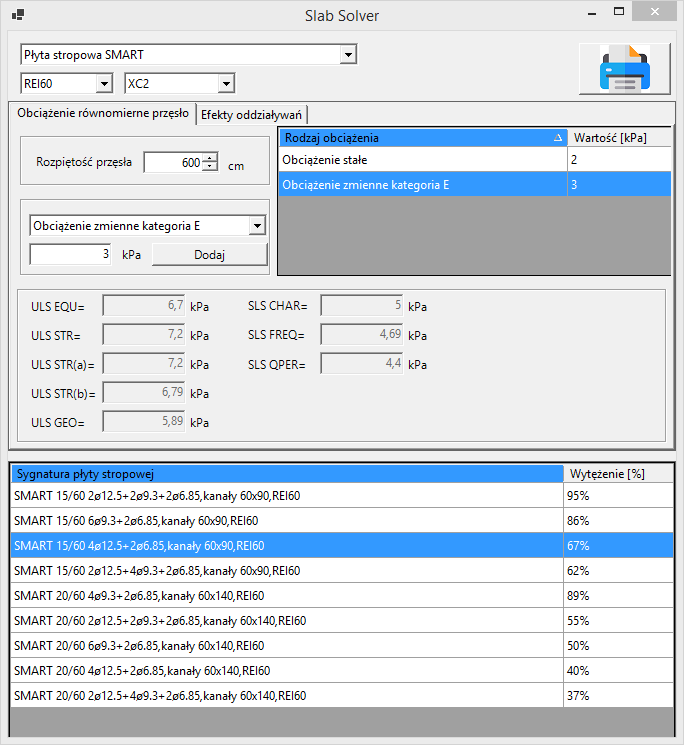 Slab Solver
Płyta stropowa SMART
REI60 XC2
Obciążenie równomierne przęsło Efekty oddziaływań
Rozpiętość przęsła 600 cm
Obciążenie zmienne kategoria E
3 kPa Dodaj
Rodzaj obciążenia Wartość [kPa]
Obciążenie stałe 2
Obciążenie zmienne kategoria E 3
ULS EQU= 6,7 kPa SLS CHAR= 5 kPa
ULS STR= 7,2 kPa SLS FREQ= 4,69 kPa
ULS STR(a)= 7,2 kPa SLS QPER= 4,4 kPa
ULS STR(b)= 6,79 kPa
ULS GEO= 5,89 kPa
Sygnatura płyty stropowej Wytężenie [%]
SMART 15/60 2ø12.5+2ø9.3+2ø6.85,kanały 60x90,REI60 95%
SMART 15/60 6ø9.3+2ø6.85,kanały 60x90,REI60 86%
SMART 15/60 4ø12.5+2ø6.85,kanały 60x90,REI60 67%
SMART 15/60 2ø12.5+4ø9.3+2ø6.85,kanały 60x90,REI60 62%
SMART 20/60 4ø9.3+2ø6.85,kanały 60x140,REI60 89%
SMART 20/60 2ø12.5+2ø9.3+2ø6.85,kanały 60x140,REI60 55%
SMART 20/60 6ø9.3+2ø6.85,kanały 60x140,REI60 50%
SMART 20/60 4ø12.5+2ø6.85,kanały 60x140,REI60 40%
SMART 20/60 2ø12.5+4ø9.3+2ø6.85,kanały 60x140,REI60 37%